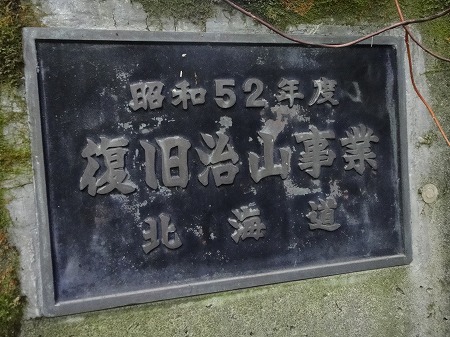 昭和52年度
復旧治山事業
北海道